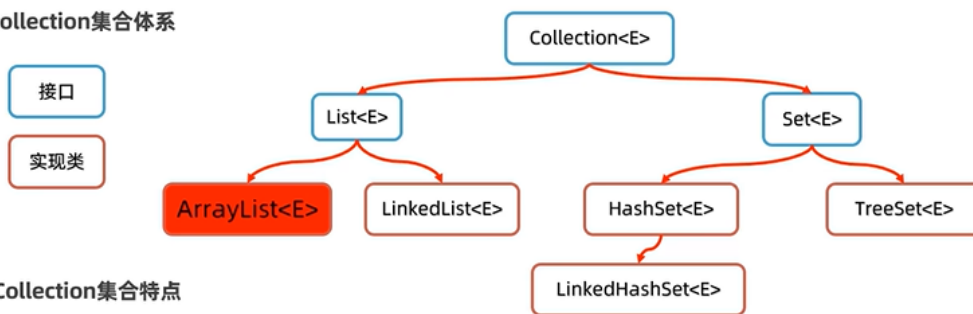 ollection集合体系
Collection<E>
接口
List<E>
Set<E>
实现类
ArrayList<E>
LinkedList<E>
HashSet<E>
TreeSet<E>
Collection集合特点
LinkedHashSet<E>